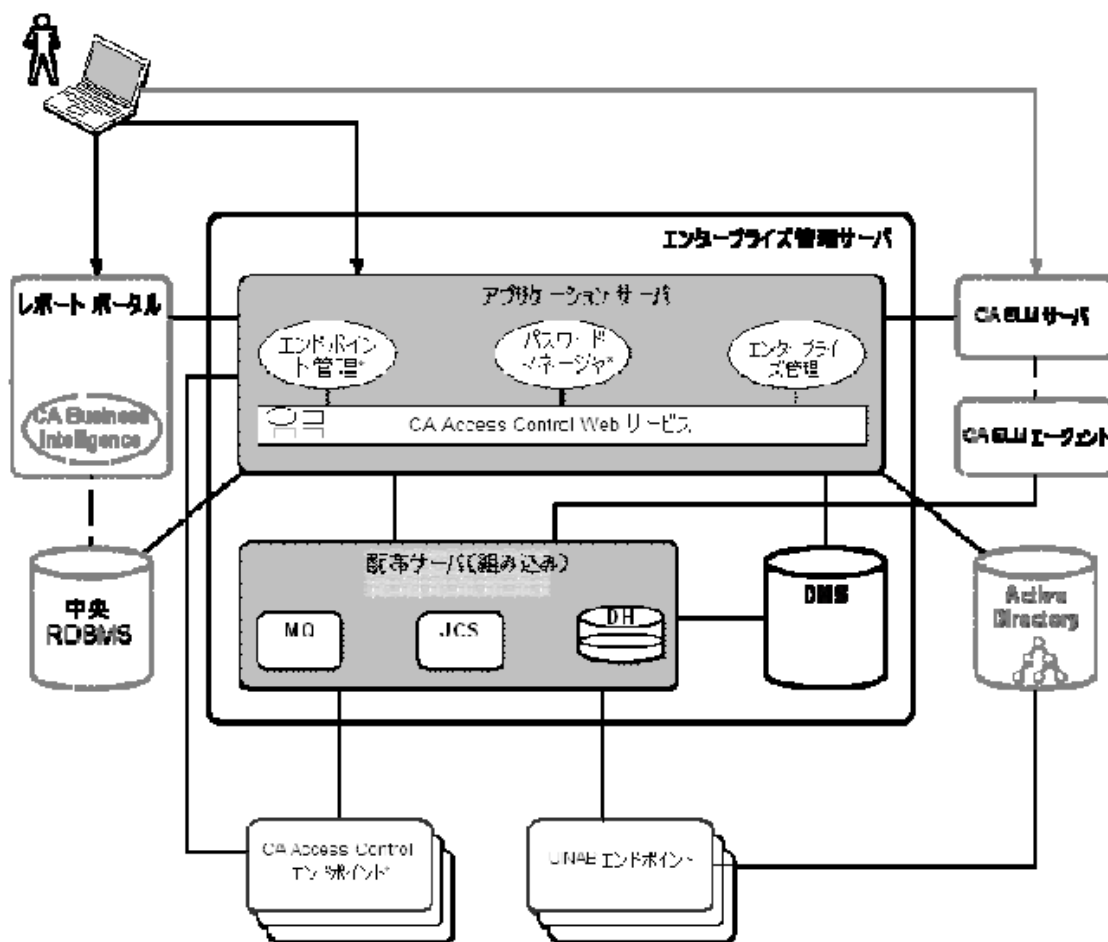 エンタープライズ管理サーバ
レポート ポータル
アプリケーション サーバ
CA ELM サーバ
エンドポイン
ト管理*
パスワード
マネージャ*
エンタープライ
ズ管理
CA Business
Intelligence
CA Access Control Web サービス
CA ELM エージェント
配布サーバ(組み込み)
中央
RDBMS
MQ
JCS
DH
DMS
Active
Directory
CA Access Control
エンドポイント*
UNAB エンドポイント